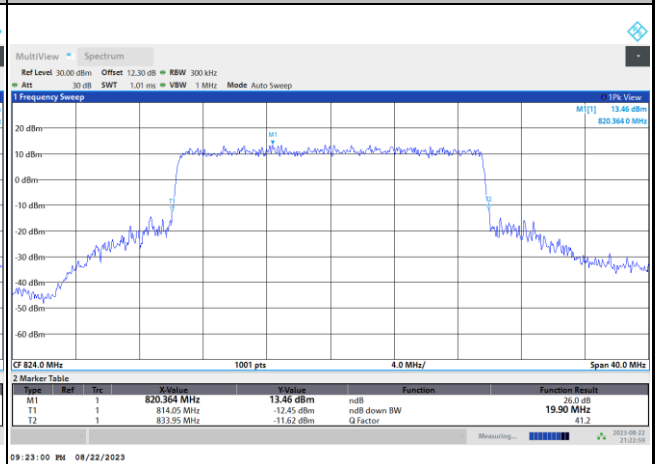 MultiView Spectrum
Ref Level 30.00 dBm Offset 12.30 dB RBW 300 kHz
Att 30 dB SWT 1.01 ms VBW 1 MHz Mode Auto Sweep
1 Frequency Sweep 1Pk View
M1[1] 13.46 dBm
820.364 0 MHz
M1
20 dBm
10 dBm
0 dBm
-10 dBm
T1 T2
-20 dBm
-30 dBm
-40 dBm
-50 dBm
-60 dBm
CF 824.0 MHz 1001 pts 4.0 MHz/ Span 40.0 MHz
2 Marker Table
Type Ref Trc X-Value Y-Value Function Function Result
M1 1 820.364 MHz 13.46 dBm ndB 26.0 dB
T1 1 814.05 MHz -12.45 dBm ndB down BW 19.90 MHz
T2 1 833.95 MHz -11.62 dBm Q Factor 41.2
Measuring... 2023-08-22
21:22:59
09:23:00 PM 08/22/2023